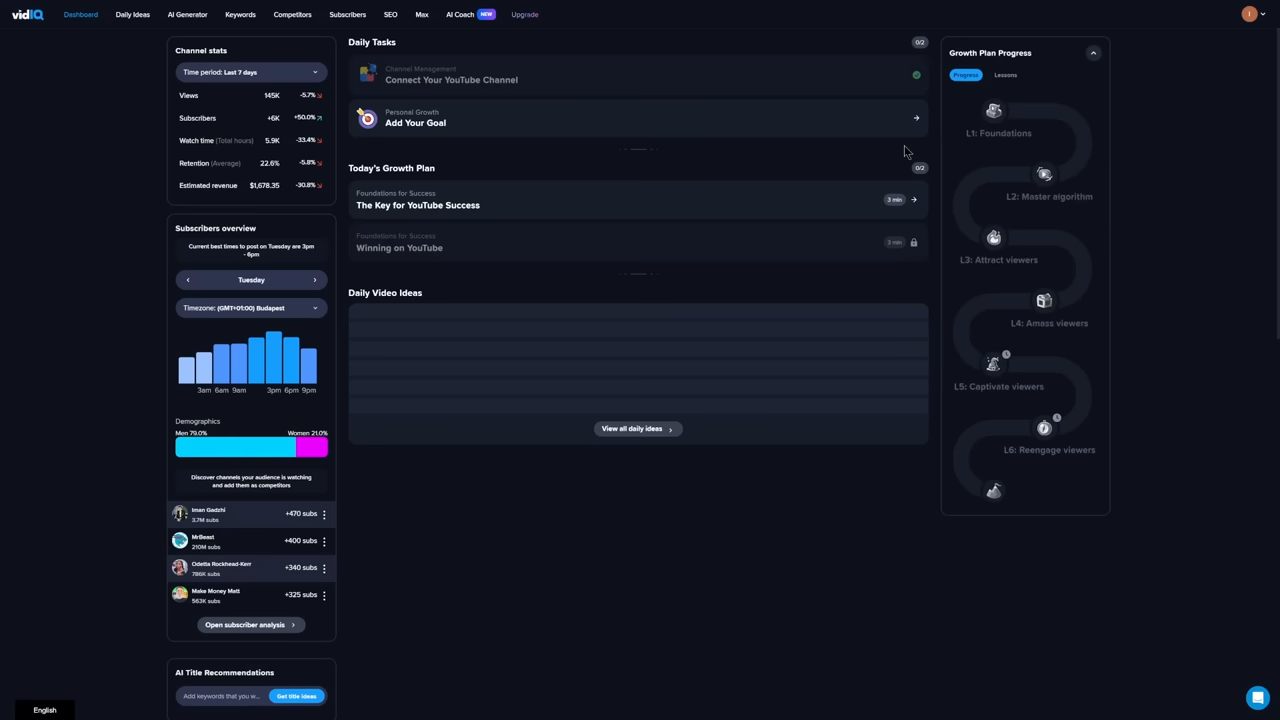 vidIQ
Dashboard
Daily Ideas
AI Generator
Keywords
Competitors
Subscribers
SEO
Max
AI Coach NEW
Upgrade
I
Channel stats
Time period: Last 7 days
Views 145K -5.7%
Subscribers +6K +50.0%
Watch time (Total hours) 5.9K -33.4%
Retention (Average) 22.6% -5.8%
Estimated revenue $1,678.35 -30.8%
Subscribers overview
Current best times to post on Tuesday are 3pm
- 6pm
Tuesday
Timezone: (GMT+01:00) Budapest
3am 6am 9am 3pm 6pm 9pm
Demographics
Men 79.0% Women 21.0%
Discover channels your audience is watching
and add them as competitors
Iman Gadzhi
3.7M subs
+470 subs
MrBeast
210M subs
+400 subs
Odetta Rockhead-Kerr
786K subs
+340 subs
Make Money Matt
563K subs
+325 subs
Open subscriber analysis
AI Title Recommendations
Add keywords that you w...
Get title ideas
Daily Tasks 0/2
Channel Management
Connect Your YouTube Channel
Personal Growth
Add Your Goal
Today's Growth Plan 0/2
Foundations for Success
The Key for YouTube Success
3 min
Foundations for Success
Winning on YouTube
3 min
Daily Video Ideas
View all daily ideas
Growth Plan Progress
Progress
Lessons
L1: Foundations
L2: Master algorithm
L3: Attract viewers
L4: Amass viewers
L5: Captivate viewers
L6: Reengage viewers
English